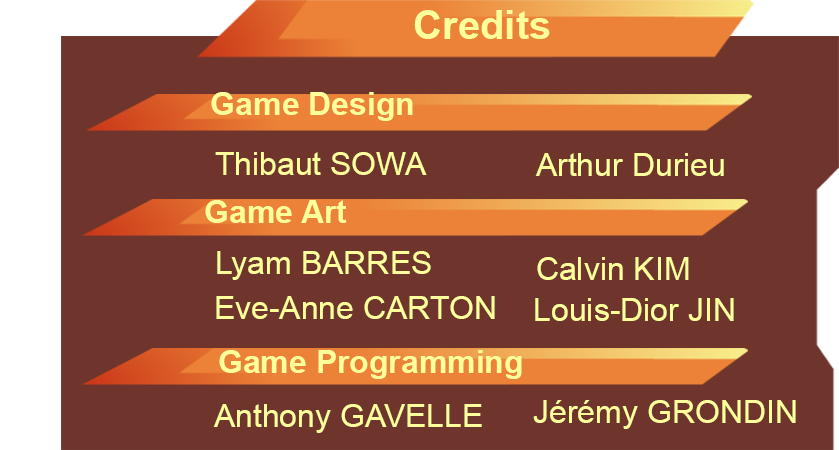 Credits
Game Design
Thibaut SOWA Arthur Durieu
Game Art
Lyam BARRES Calvin KIM
Eve-Anne CARTON Louis-Dior JIN
Game Programming
Anthony GAVELLE Jérémy GRONDIN